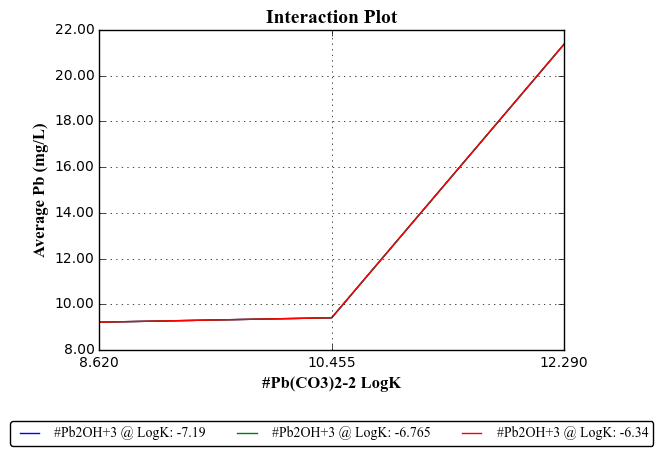 Interaction Plot
22.00
20.00
18.00
16.00
14.00
12.00
10.00
8.00
Average Pb (mg/L)
8.620 10.455 12.290
#Pb(CO3)2-2 LogK
#Pb2OH+3 @ LogK: -7.19 #Pb2OH+3 @ LogK: -6.765 #Pb2OH+3 @ LogK: -6.34